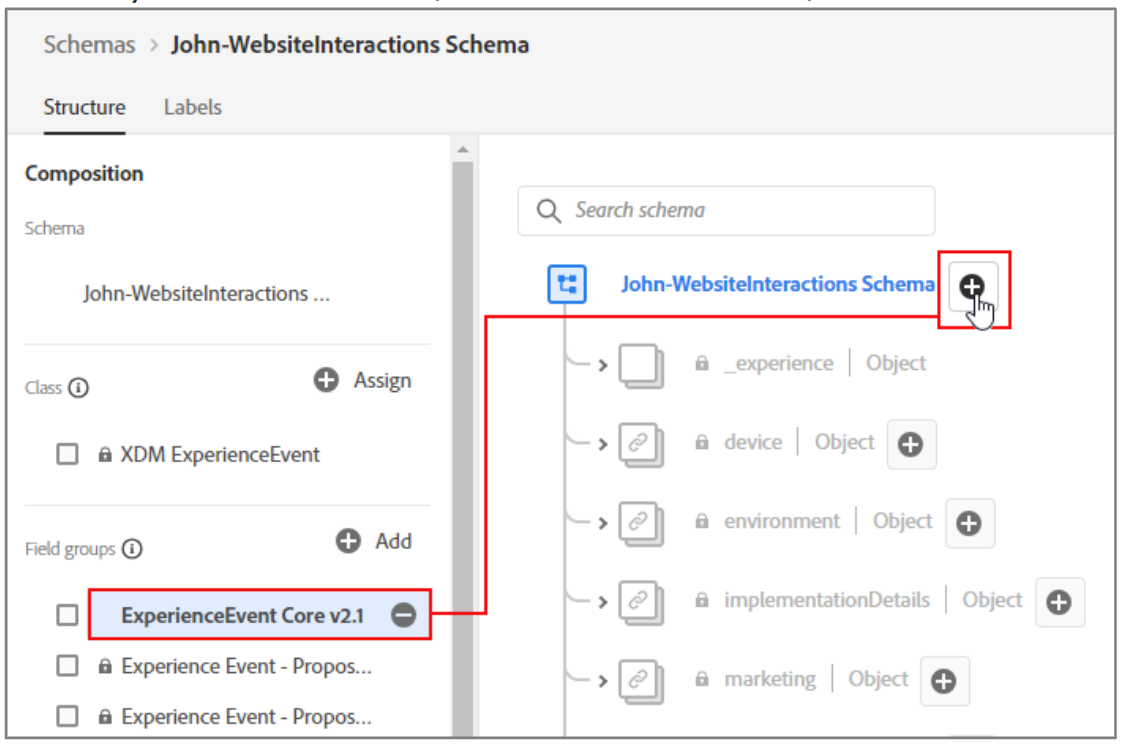 Schemas > John-WebsiteInteractions Schema
Structure Labels
Composition
Schema
John-WebsiteInteractions ...
Class
Assign
XDM ExperienceEvent
Field groups
Add
ExperienceEvent Core v2.1
Experience Event - Propos...
Experience Event - Propos...
Search schema
John-WebsiteInteractions Schema
_experience | Object
device | Object
environment | Object
implementationDetails | Object
marketing | Object